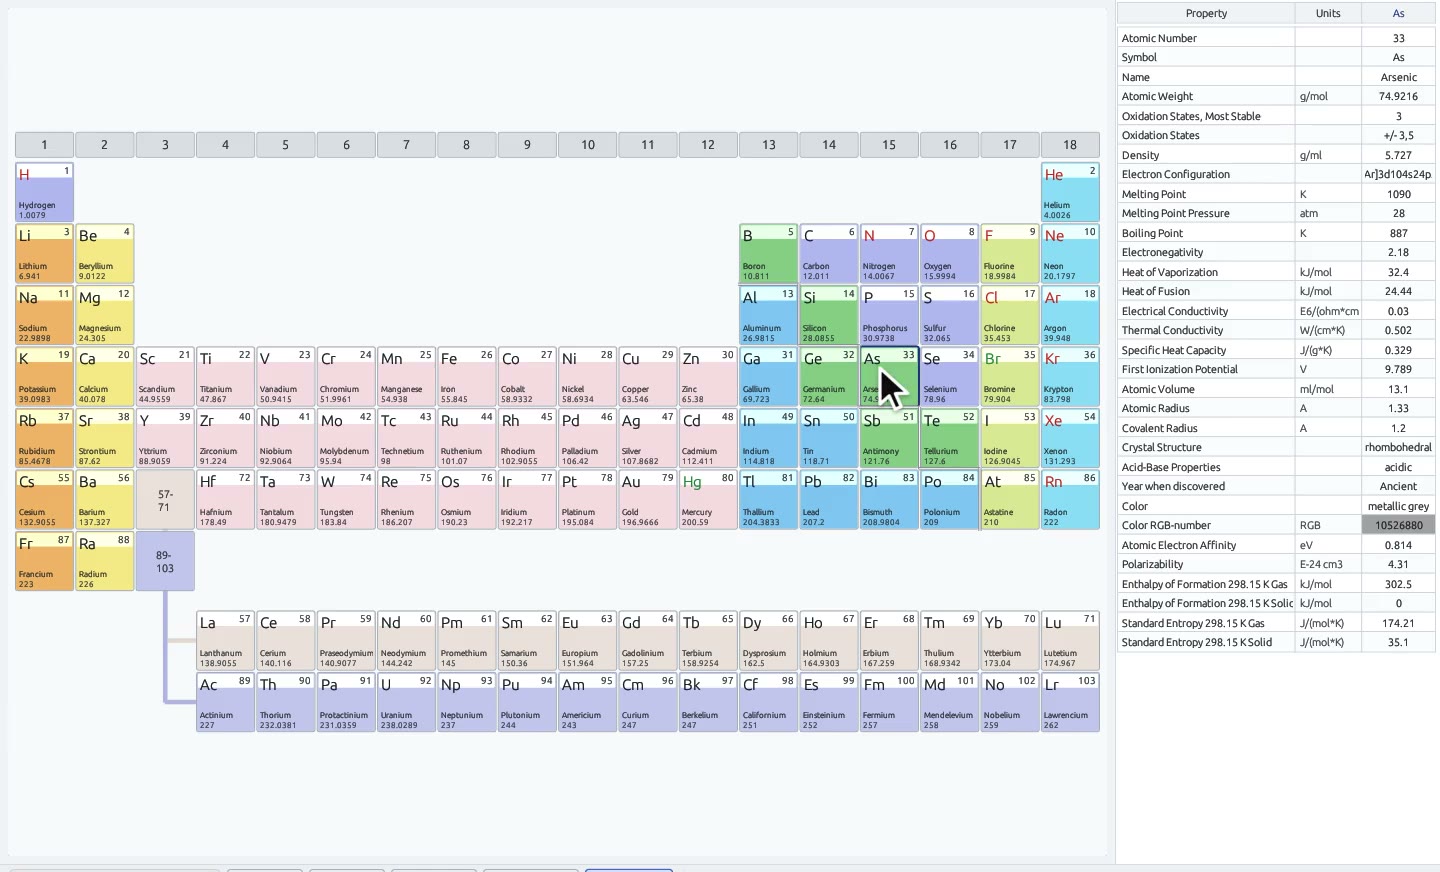 Property Units As
1 2 3 4 5 6 7 8 9 10 11 12 13 14 15 16 17 18
H 1 Hydrogen 1.0079
He 2 Helium 4.0026
Li 3 Lithium 6.941
Be 4 Beryllium 9.0122
B 5 Boron 10.811
C 6 Carbon 12.011
N 7 Nitrogen 14.0067
O 8 Oxygen 15.9994
F 9 Fluorine 18.9984
Ne 10 Neon 20.1797
Na 11 Sodium 22.9898
Mg 12 Magnesium 24.305
Al 13 Aluminum 26.9815
Si 14 Silicon 28.0855
P 15 Phosphorus 30.9738
S 16 Sulfur 32.065
Cl 17 Chlorine 35.453
Ar 18 Argon 39.948
K 19 Potassium 39.0983
Ca 20 Calcium 40.078
Sc 21 Scandium 44.9559
Ti 22 Titanium 47.867
V 23 Vanadium 50.9415
Cr 24 Chromium 51.9961
Mn 25 Manganese 54.938
Fe 26 Iron 55.845
Co 27 Cobalt 58.9332
Ni 28 Nickel 58.6934
Cu 29 Copper 63.546
Zn 30 Zinc 65.38
Ga 31 Gallium 69.723
Ge 32 Germanium 72.64
As 33
Se 34 Selenium 78.96
Br 35 Bromine 79.904
Kr 36 Krypton 83.798
Rb 37 Rubidium 85.4678
Sr 38 Strontium 87.62
Y 39 Yttrium 88.9059
Zr 40 Zirconium 91.224
Nb 41 Niobium 92.9064
Mo 42 Molybdenum 95.94
Tc 43 Technetium 98
Ru 44 Ruthenium 101.07
Rh 45 Rhodium 102.9055
Pd 46 Palladium 106.42
Ag 47 Silver 107.8682
Cd 48 Cadmium 112.411
In 49 Indium 114.818
Sn 50 Tin 118.71
Sb 51 Antimony 121.76
Te 52 Tellurium 127.6
I 53 Iodine 126.9045
Xe 54 Xenon 131.293
Cs 55 Cesium 132.9055
Ba 56 Barium 137.327
57-
71
Hf 72 Hafnium 178.49
Ta 73 Tantalum 180.9479
W 74 Tungsten 183.84
Re 75 Rhenium 186.207
Os 76 Osmium 190.23
Ir 77 Iridium 192.217
Pt 78 Platinum 195.084
Au 79 Gold 196.9666
Hg 80 Mercury 200.59
Tl 81 Thallium 204.3833
Pb 82 Lead 207.2
Bi 83 Bismuth 208.9804
Po 84 Polonium 209
At 85 Astatine 210
Rn 86 Radon 222
Fr 87 Francium 223
Ra 88 Radium 226
89-
103
La 57 Lanthanum 138.9055
Ce 58 Cerium 140.116
Pr 59 Praseodymium 140.9077
Nd 60 Neodymium 144.242
Pm 61 Promethium 145
Sm 62 Samarium 150.36
Eu 63 Europium 151.964
Gd 64 Gadolinium 157.25
Tb 65 Terbium 158.9254
Dy 66 Dysprosium 162.5
Ho 67 Holmium 164.9303
Er 68 Erbium 167.259
Tm 69 Thulium 168.9342
Yb 70 Ytterbium 173.04
Lu 71 Lutetium 174.967
Ac 89 Actinium 227
Th 90 Thorium 232.0381
Pa 91 Protactinium 231.0359
U 92 Uranium 238.0289
Np 93 Neptunium 237
Pu 94 Plutonium 244
Am 95 Americium 243
Cm 96 Curium 247
Bk 97 Berkelium 247
Cf 98 Californium 251
Es 99 Einsteinium 252
Fm 100 Fermium 257
Md 101 Mendelevium 258
No 102 Nobelium 259
Lr 103 Lawrencium 262
Atomic Number 33
Symbol As
Name Arsenic
Atomic Weight g/mol 74.9216
Oxidation States, Most Stable 3
Oxidation States +/- 3,5
Density g/ml 5.727
Electron Configuration Ar]3d104s24p
Melting Point K 1090
Melting Point Pressure atm 28
Boiling Point K 887
Electronegativity 2.18
Heat of Vaporization kJ/mol 32.4
Heat of Fusion kJ/mol 24.44
Electrical Conductivity E6/(ohm*cm 0.03
Thermal Conductivity W/(cm*K) 0.502
Specific Heat Capacity J/(g*K) 0.329
First Ionization Potential V 9.789
Atomic Volume ml/mol 13.1
Atomic Radius A 1.33
Covalent Radius A 1.2
Crystal Structure rhombohedral
Acid-Base Properties acidic
Year when discovered Ancient
Color metallic grey
Color RGB-number RGB 10526880
Atomic Electron Affinity eV 0.814
Polarizability E-24 cm3 4.31
Enthalpy of Formation 298.15 K Gas kJ/mol 302.5
Enthalpy of Formation 298.15 K Solid kJ/mol 0
Standard Entropy 298.15 K Gas J/(mol*K) 174.21
Standard Entropy 298.15 K Solid J/(mol*K) 35.1